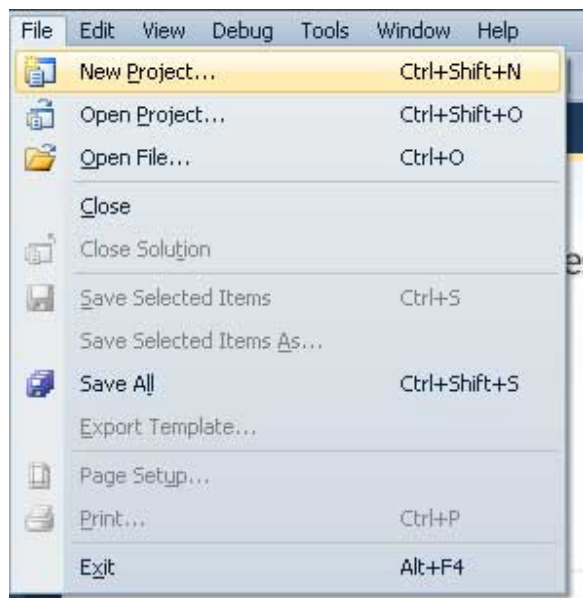 File Edit View Debug Tools Window Help
New Project... Ctrl+Shift+N
Open Project... Ctrl+Shift+O
Open File... Ctrl+O
Close
Close Solution
Save Selected Items Ctrl+S
Save Selected Items As...
Save All Ctrl+Shift+S
Export Template...
Page Setup...
Print... Ctrl+P
Exit Alt+F4